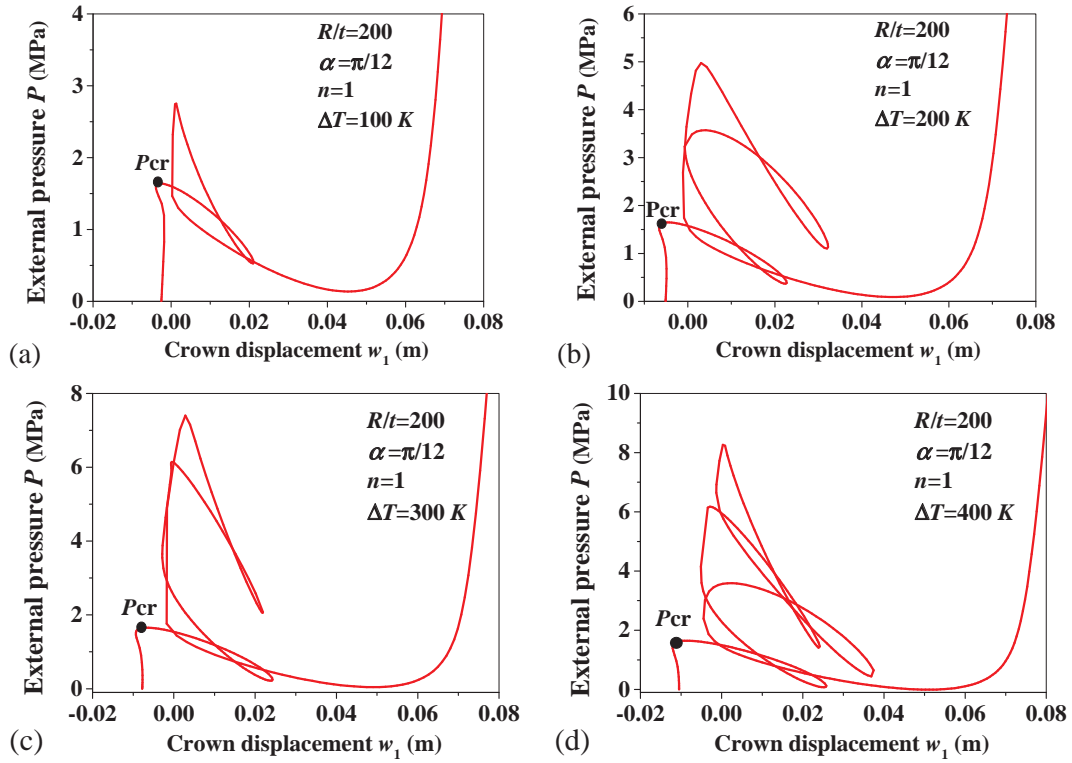 4
3
2
1
0
External pressure P (MPa)
R/t=200
α=π/12
n=1
ΔT=100 K
Pcr
-0.02 0.00 0.02 0.04 0.06 0.08
(a) Crown displacement w1 (m)
6
5
4
3
2
1
0
External pressure P (MPa)
R/t=200
α=π/12
n=1
ΔT=200 K
Pcr
0.00 0.02 0.04 0.06 0.08
(b) Crown displacement w1 (m)
8
6
4
2
0
External pressure P (MPa)
R/t=200
α=π/12
n=1
ΔT=300 K
Pcr
-0.02 0.00 0.02 0.04 0.06 0.08
(c) Crown displacement w1 (m)
10
8
6
4
2
0
External pressure P (MPa)
R/t=200
α=π/12
n=1
ΔT=400 K
Pcr
-0.02 0.00 0.02 0.04 0.06 0.08
(d) Crown displacement w1 (m)